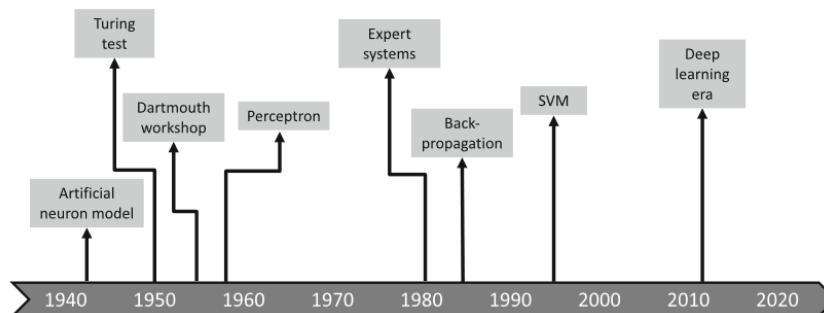 Turing
test
Expert
systems
Deep
learning
era
Dartmouth
workshop
Perceptron
SVM
Back-
propagation
Artificial
neuron model
1940 1950 1960 1970 1980 1990 2000 2010 2020